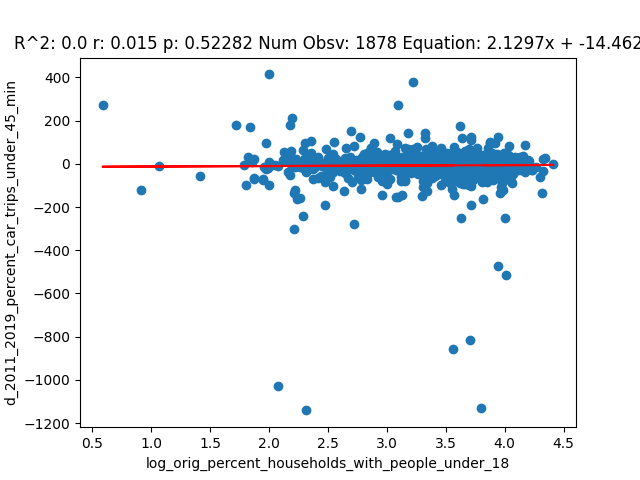 R^2: 0.0 r: 0.015 p: 0.52282 Num Obsv: 1878 Equation: 2.1297x + -14.462
400
200
0
−200
−400
−600
−800
−1000
−1200
d_2011_2019_percent_car_trips_under_45_min
0.5 1.0 1.5 2.0 2.5 3.0 3.5 4.0 4.5
log_orig_percent_households_with_people_under_18